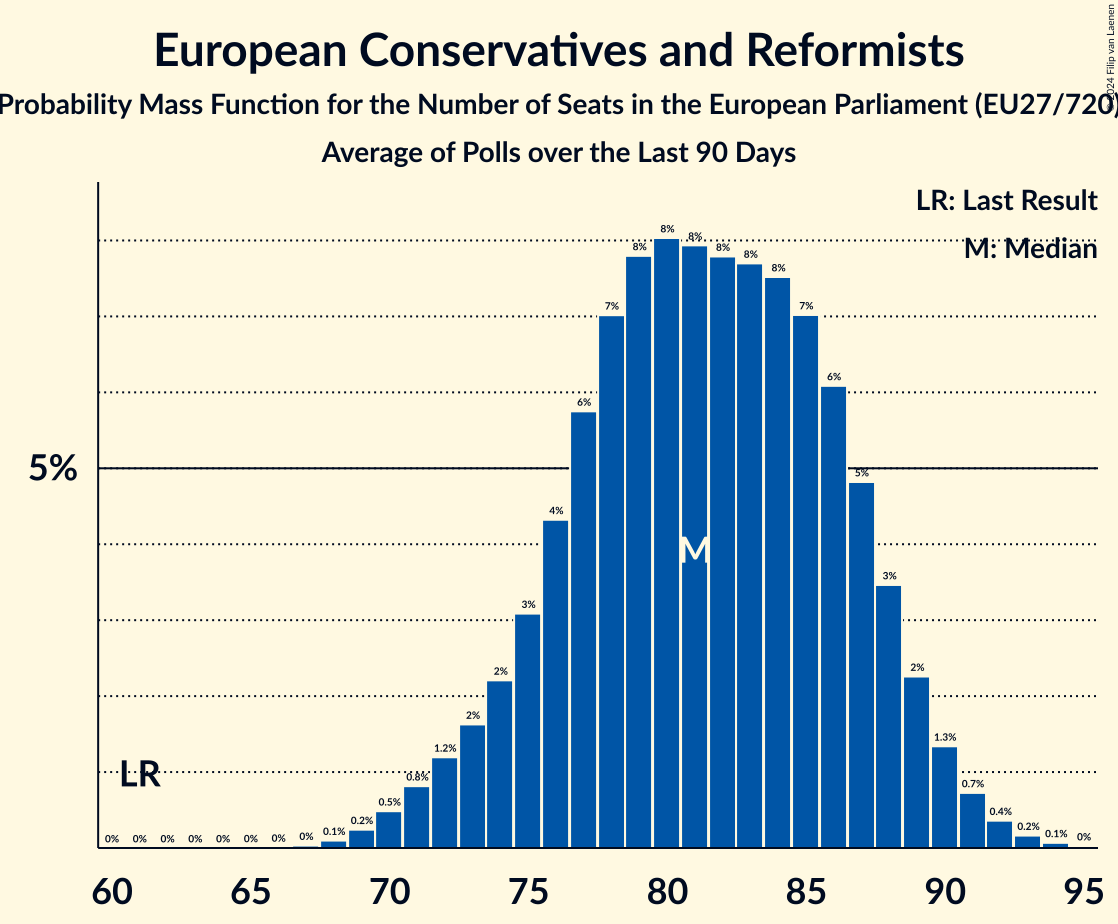 European Conservatives and Reformists
Probability Mass Function for the Number of Seats in the European Parliament (EU27/720)
Average of Polls over the Last 90 Days
© 2024 Filip van Laenen
LR: Last Result
M: Median
5%
LR
M
0% 0% 0% 0% 0% 0% 0% 0% 0.1% 0.2% 0.5% 0.8% 1.2% 2% 2% 3% 4% 6% 7% 8% 8% 8% 8% 8% 8% 7% 6% 5% 3% 2% 1.3% 0.7% 0.4% 0.2% 0.1% 0%
60 65 70 75 80 85 90 95